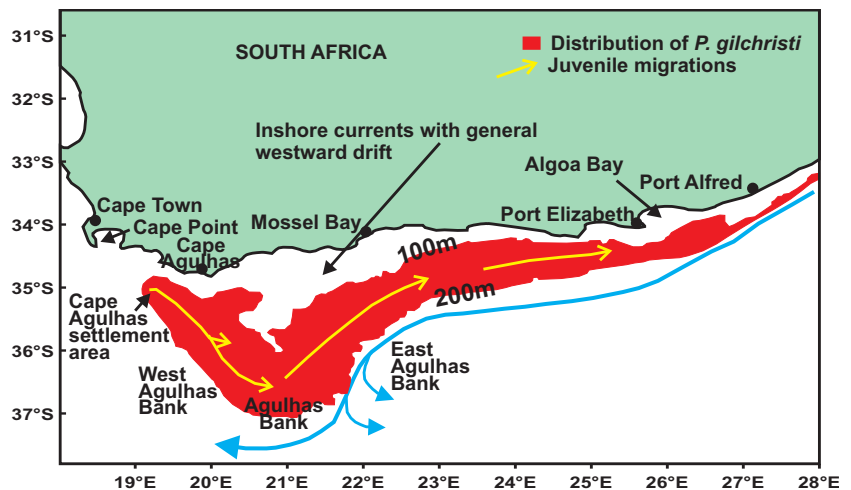 31°S
32°S
33°S
34°S
35°S
36°S
37°S
SOUTH AFRICA
Distribution of P. gilchristi
Juvenile migrations
Inshore currents with general
westward drift
Algoa Bay
Port Alfred
Cape Town
Cape Point
Cape
Agulhas
Mossel Bay
Port Elizabeth
100m
200m
Cape
Agulhas
settlement
area
West
Agulhas
Bank
Agulhas
Bank
East
Agulhas
Bank
19°E
20°E
21°E
22°E
23°E
24°E
25°E
26°E
27°E
28°E